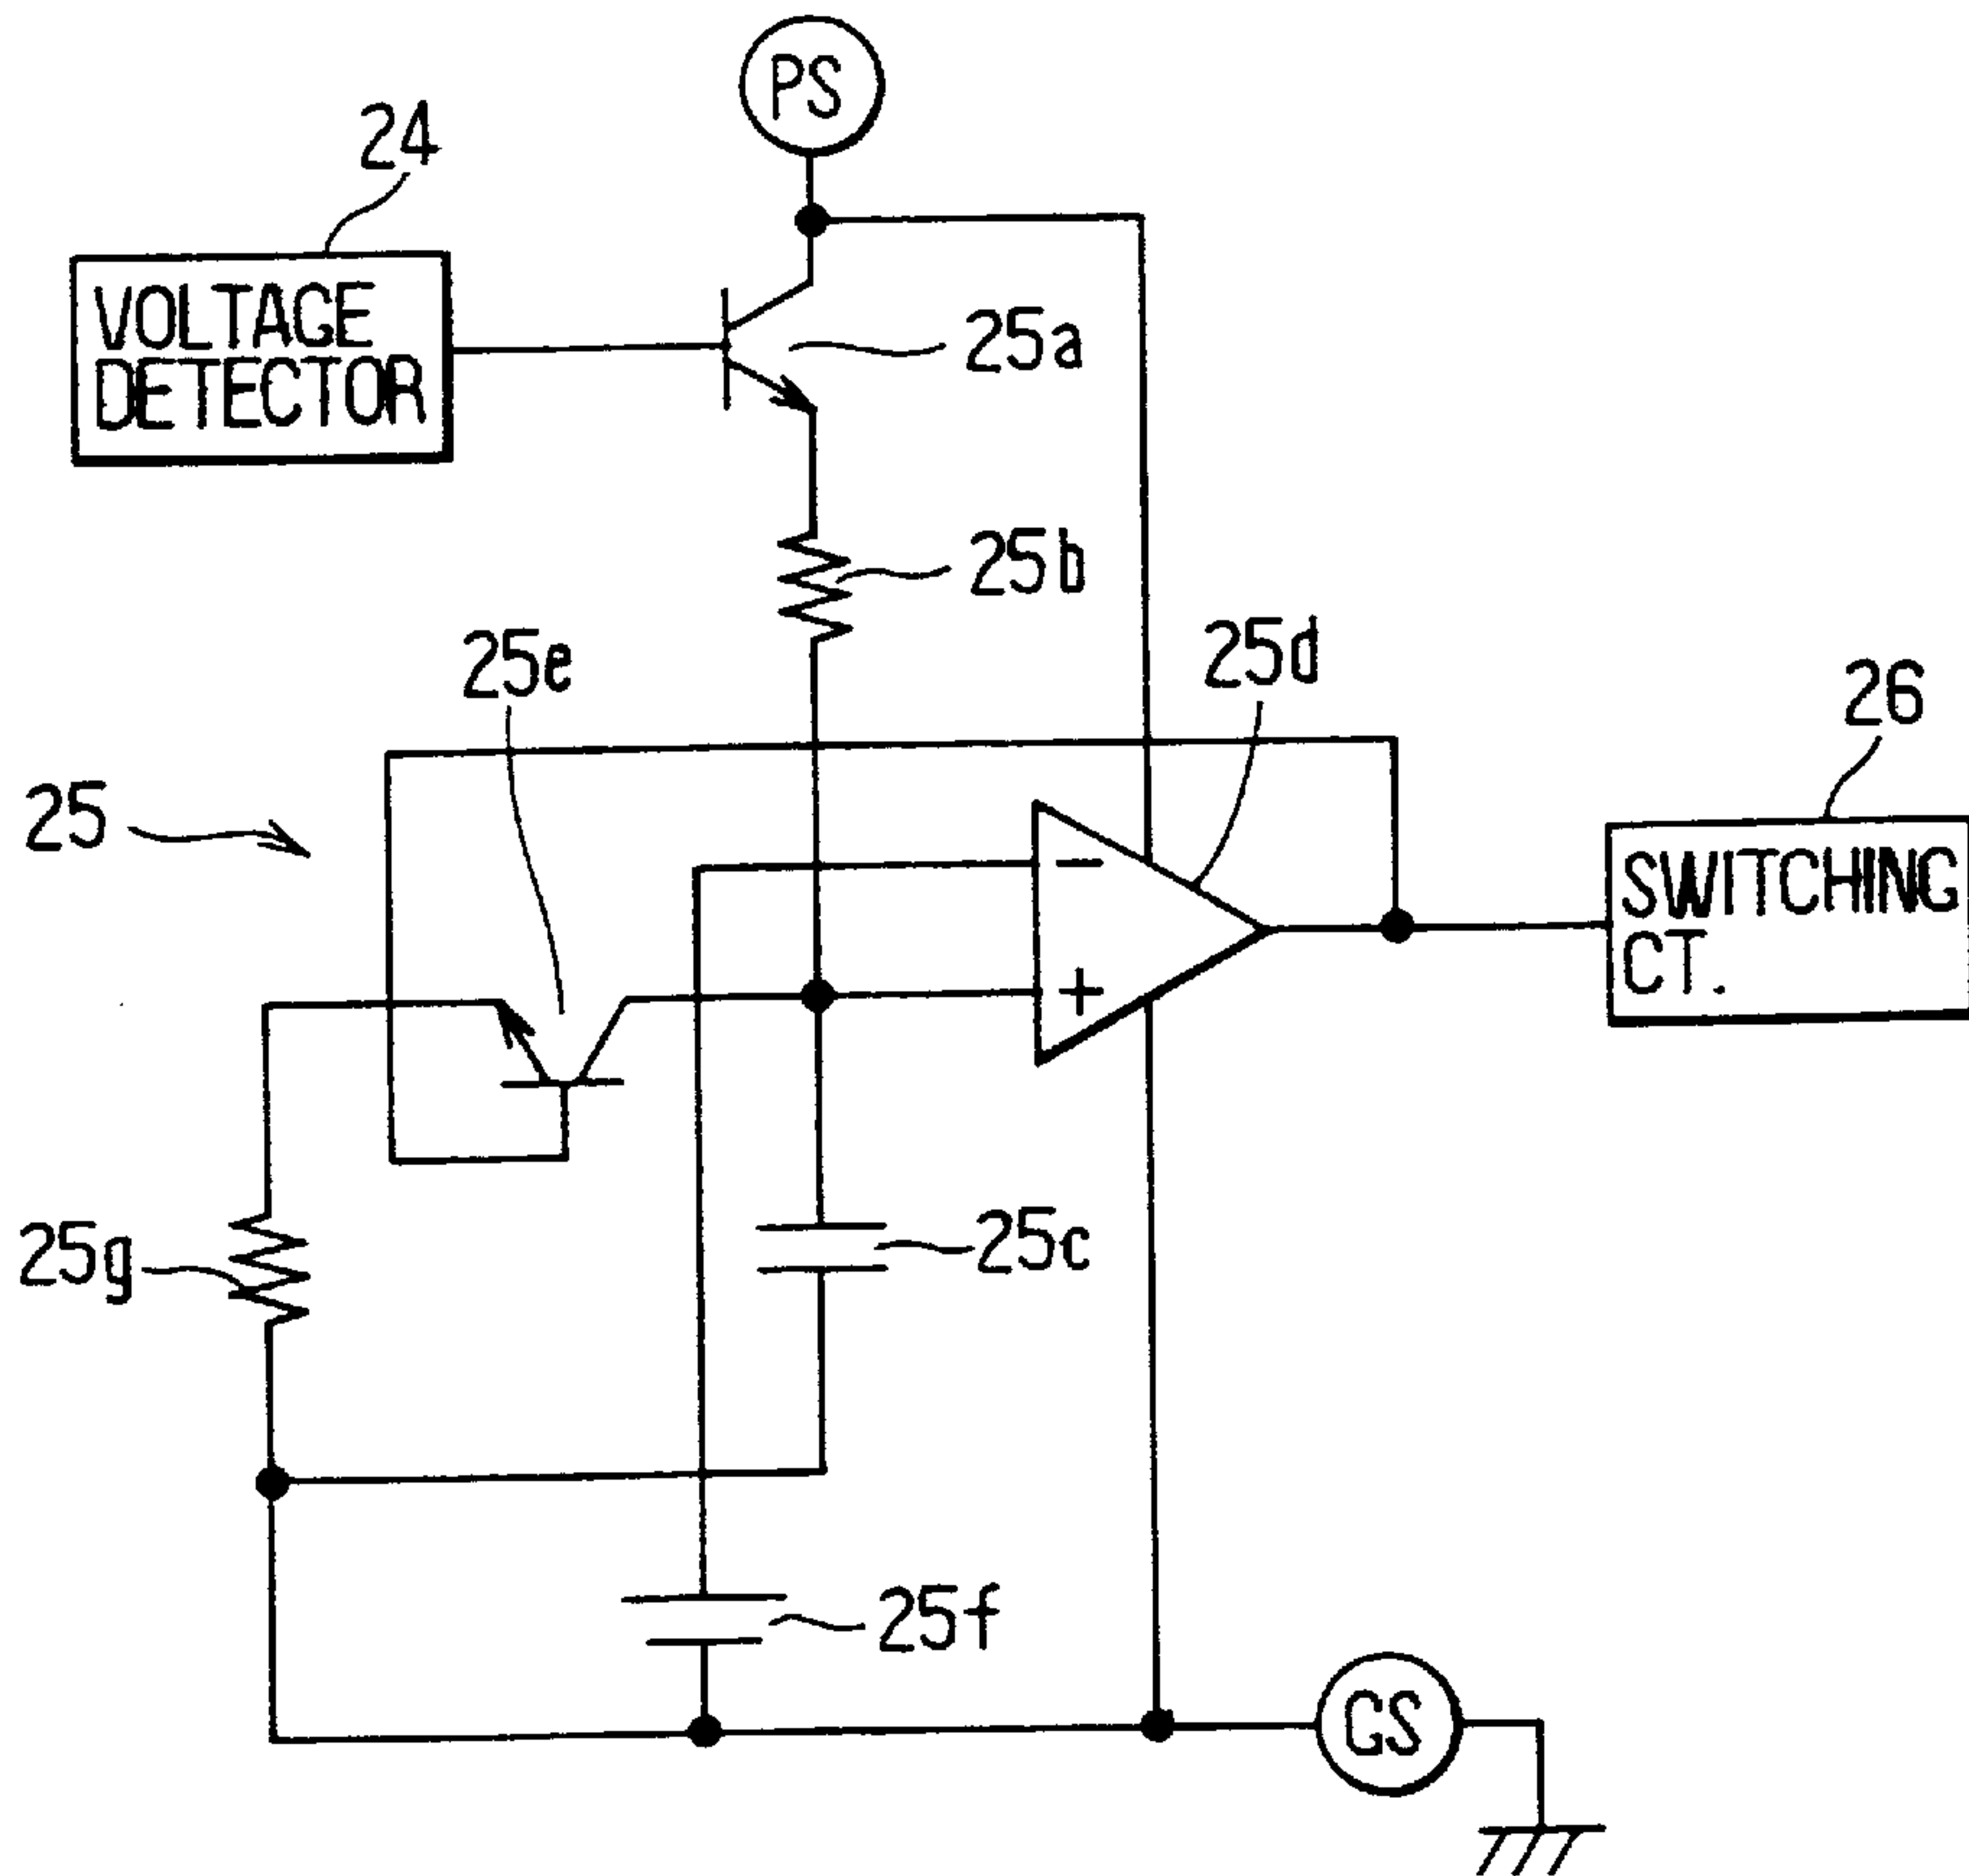 PS
24
VOLTAGE
DETECTOR
25a
25b
25e
25d
26
25
SWITCHING
CT.
−
+
25g
25c
25f
GS